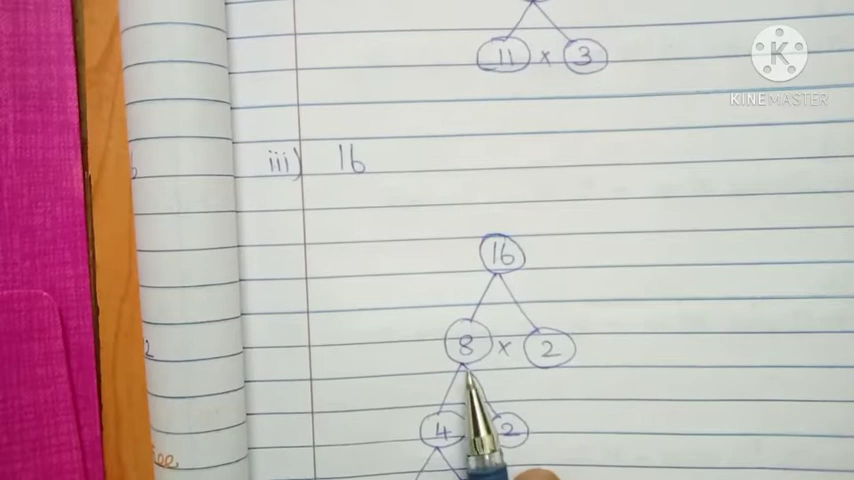 11 x 3
K
KINEMASTER
iii) 16
16
8 x 2
4 2